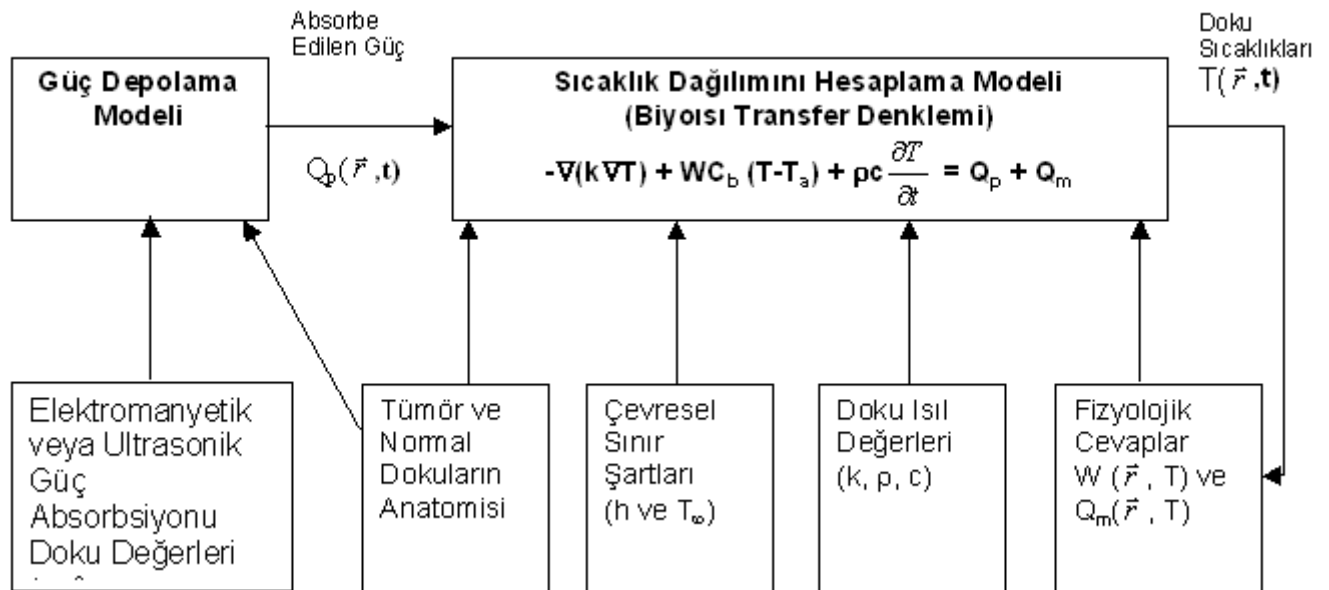 Absorbe
Edilen Güç
Doku
Sıcaklıkları
T(r⃗ ,t)
Güç Depolama
Modeli
Sıcaklık Dağılımını Hesaplama Modeli
(Biyoısı Transfer Denklemi)
-∇(k∇T) + WC_b (T-T_a) + ρc ∂T/∂t = Q_p + Q_m
Q_p(r⃗ ,t)
Elektromanyetik
veya Ultrasonik
Güç
Absorbsiyonu
Doku Değerleri
Tümör ve
Normal
Dokuların
Anatomisi
Çevresel
Sınır
Şartları
(h ve T_∞)
Doku Isıl
Değerleri
(k, ρ, c)
Fizyolojik
Cevaplar
W (r⃗ , T) ve
Q_m(r⃗ , T)